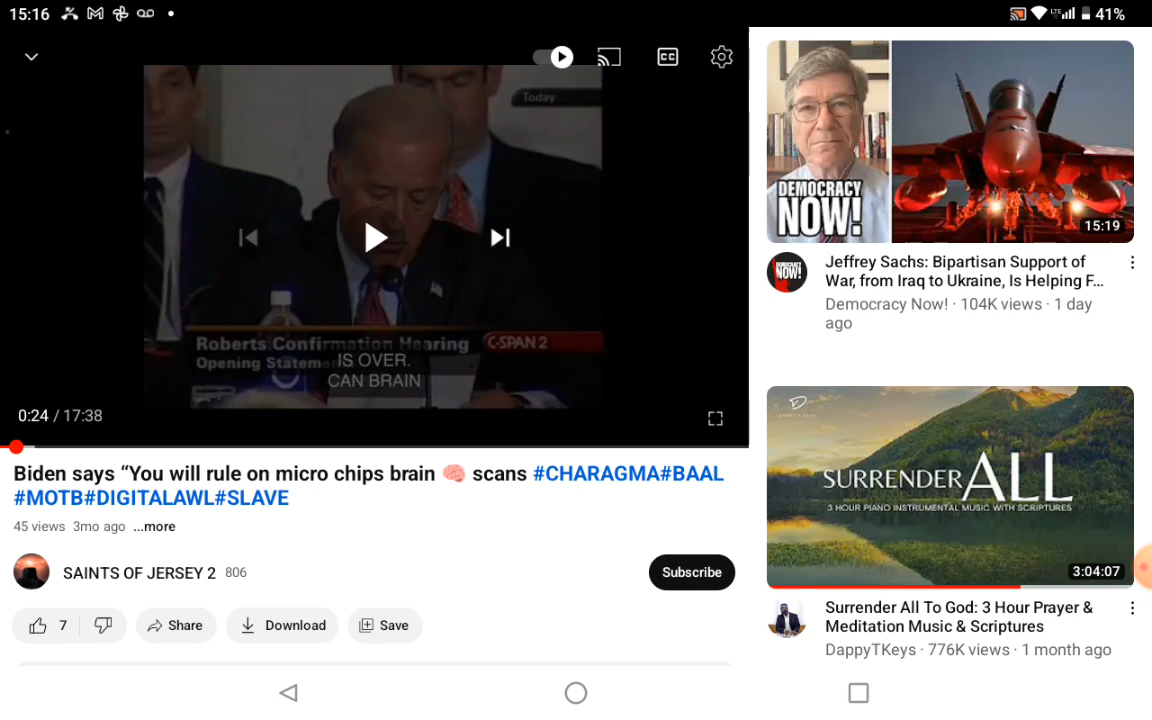 15:16
LTE
41%
CC
Today
Roberts Confirmation Hearing
C-SPAN 2
Opening Statem
IS OVER.
CAN BRAIN
0:24 / 17:38
Biden says “You will rule on micro chips brain 🧠 scans #CHARAGMA#BAAL
#MOTB#DIGITALAWL#SLAVE
45 views 3mo ago ...more
SAINTS OF JERSEY 2 806
Subscribe
7
Share
Download
Save
DEMOCRACY
NOW!
15:19
DEMOCRACY
NOW!
Jeffrey Sachs: Bipartisan Support of
War, from Iraq to Ukraine, Is Helping F...
Democracy Now! · 104K views · 1 day
ago
SURRENDER ALL
3 HOUR PIANO INSTRUMENTAL MUSIC WITH SCRIPTURES
3:04:07
Surrender All To God: 3 Hour Prayer &
Meditation Music & Scriptures
DappyTKeys · 776K views · 1 month ago